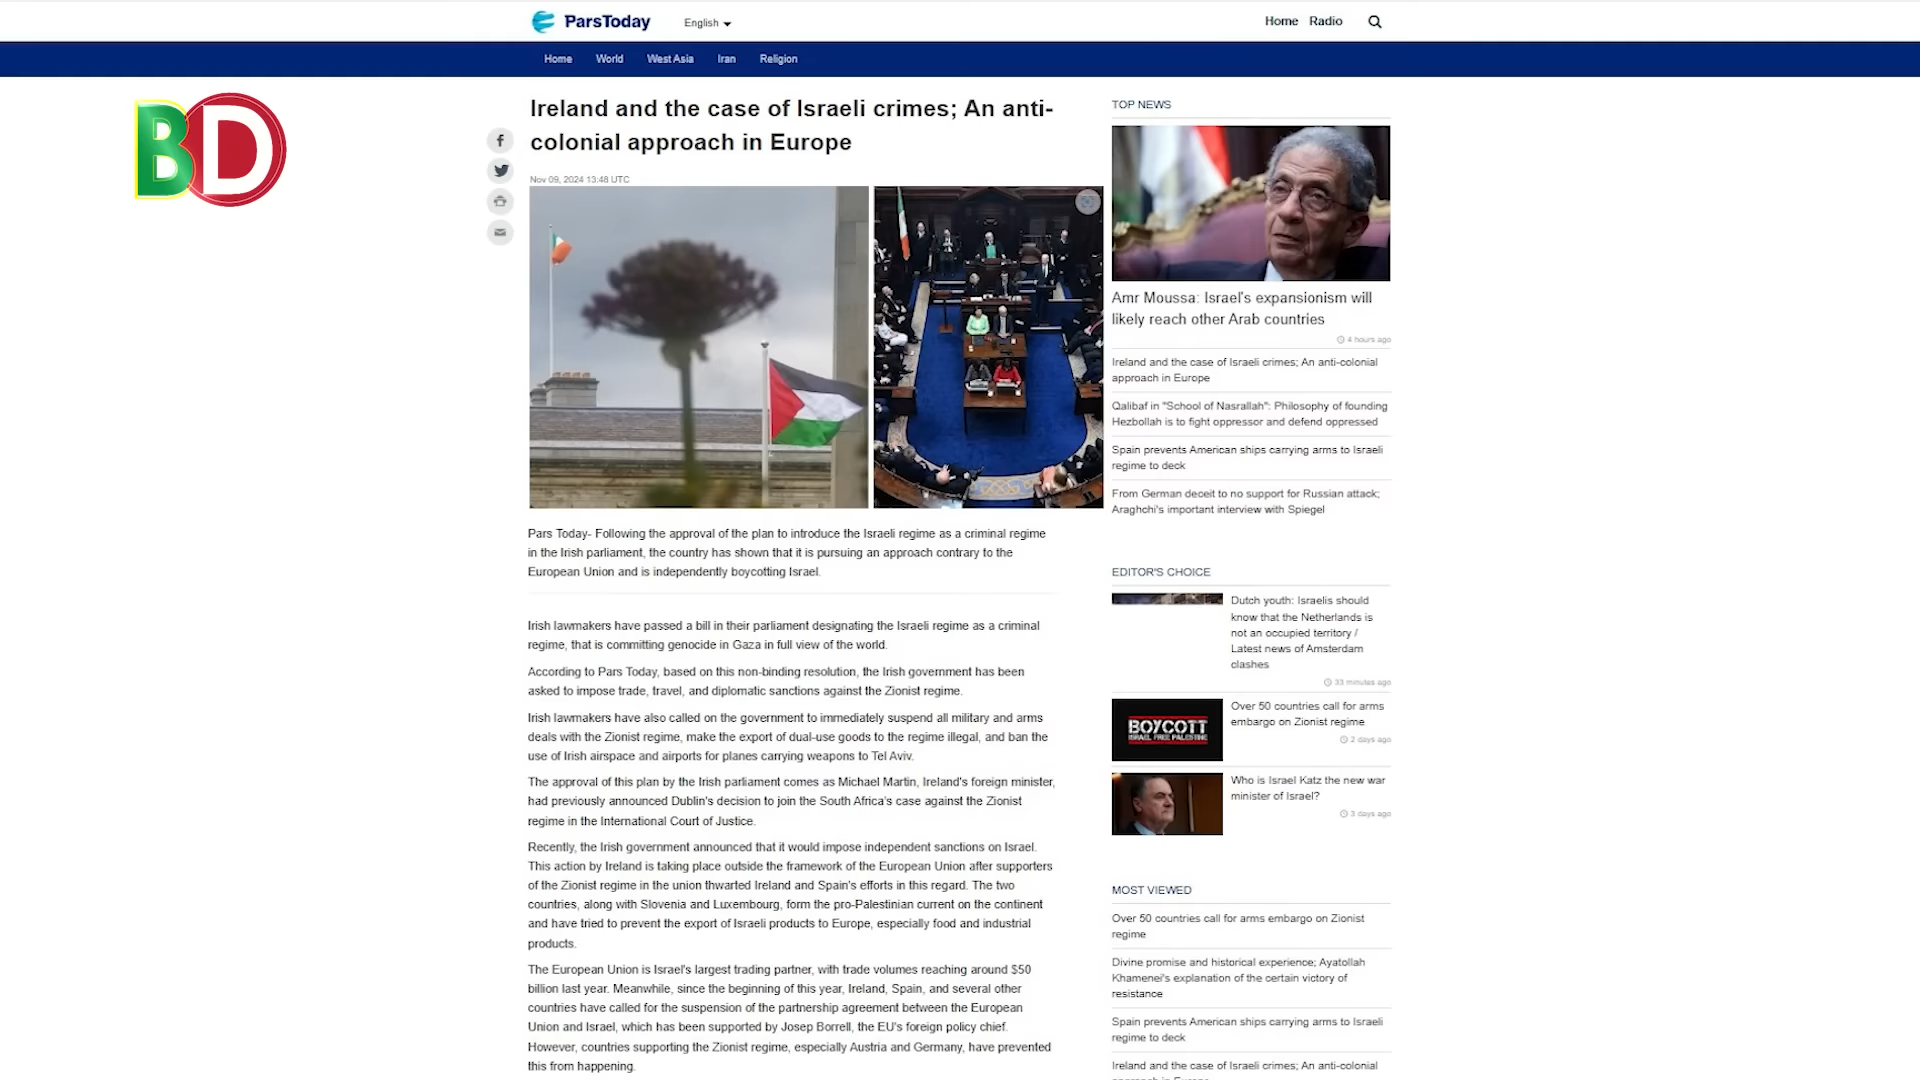 ParsToday
English
Home Radio
Home World West Asia Iran Religion
BD
Ireland and the case of Israeli crimes; An anti-
colonial approach in Europe
Nov 09, 2024 13:48 UTC
Pars Today- Following the approval of the plan to introduce the Israeli regime as a criminal regime
in the Irish parliament, the country has shown that it is pursuing an approach contrary to the
European Union and is independently boycotting Israel.
Irish lawmakers have passed a bill in their parliament designating the Israeli regime as a criminal
regime, that is committing genocide in Gaza in full view of the world.
According to Pars Today, based on this non-binding resolution, the Irish government has been
asked to impose trade, travel, and diplomatic sanctions against the Zionist regime.
Irish lawmakers have also called on the government to immediately suspend all military and arms
deals with the Zionist regime, make the export of dual-use goods to the regime illegal, and ban the
use of Irish airspace and airports for planes carrying weapons to Tel Aviv.
The approval of this plan by the Irish parliament comes as Michael Martin, Ireland's foreign minister,
had previously announced Dublin's decision to join the South Africa's case against the Zionist
regime in the International Court of Justice.
Recently, the Irish government announced that it would impose independent sanctions on Israel.
This action by Ireland is taking place outside the framework of the European Union after supporters
of the Zionist regime in the union thwarted Ireland and Spain's efforts in this regard. The two
countries, along with Slovenia and Luxembourg, form the pro-Palestinian current on the continent
and have tried to prevent the export of Israeli products to Europe, especially food and industrial
products.
The European Union is Israel's largest trading partner, with trade volumes reaching around $50
billion last year. Meanwhile, since the beginning of this year, Ireland, Spain, and several other
countries have called for the suspension of the partnership agreement between the European
Union and Israel, which has been supported by Josep Borrell, the EU's foreign policy chief.
However, countries supporting the Zionist regime, especially Austria and Germany, have prevented
this from happening.
TOP NEWS
Amr Moussa: Israel's expansionism will
likely reach other Arab countries
4 hours ago
Ireland and the case of Israeli crimes; An anti-colonial
approach in Europe
Qalibaf in "School of Nasrallah": Philosophy of founding
Hezbollah is to fight oppressor and defend oppressed
Spain prevents American ships carrying arms to Israeli
regime to deck
From German deceit to no support for Russian attack;
Araghchi's important interview with Spiegel
EDITOR'S CHOICE
Dutch youth: Israelis should
know that the Netherlands is
not an occupied territory /
Latest news of Amsterdam
clashes
33 minutes ago
BOYCOTT
ISRAEL FREE PALESTINE
Over 50 countries call for arms
embargo on Zionist regime
2 days ago
Who is Israel Katz the new war
minister of Israel?
3 days ago
MOST VIEWED
Over 50 countries call for arms embargo on Zionist
regime
Divine promise and historical experience; Ayatollah
Khamenei's explanation of the certain victory of
resistance
Spain prevents American ships carrying arms to Israeli
regime to deck
Ireland and the case of Israeli crimes; An anti-colonial
approach in Europe